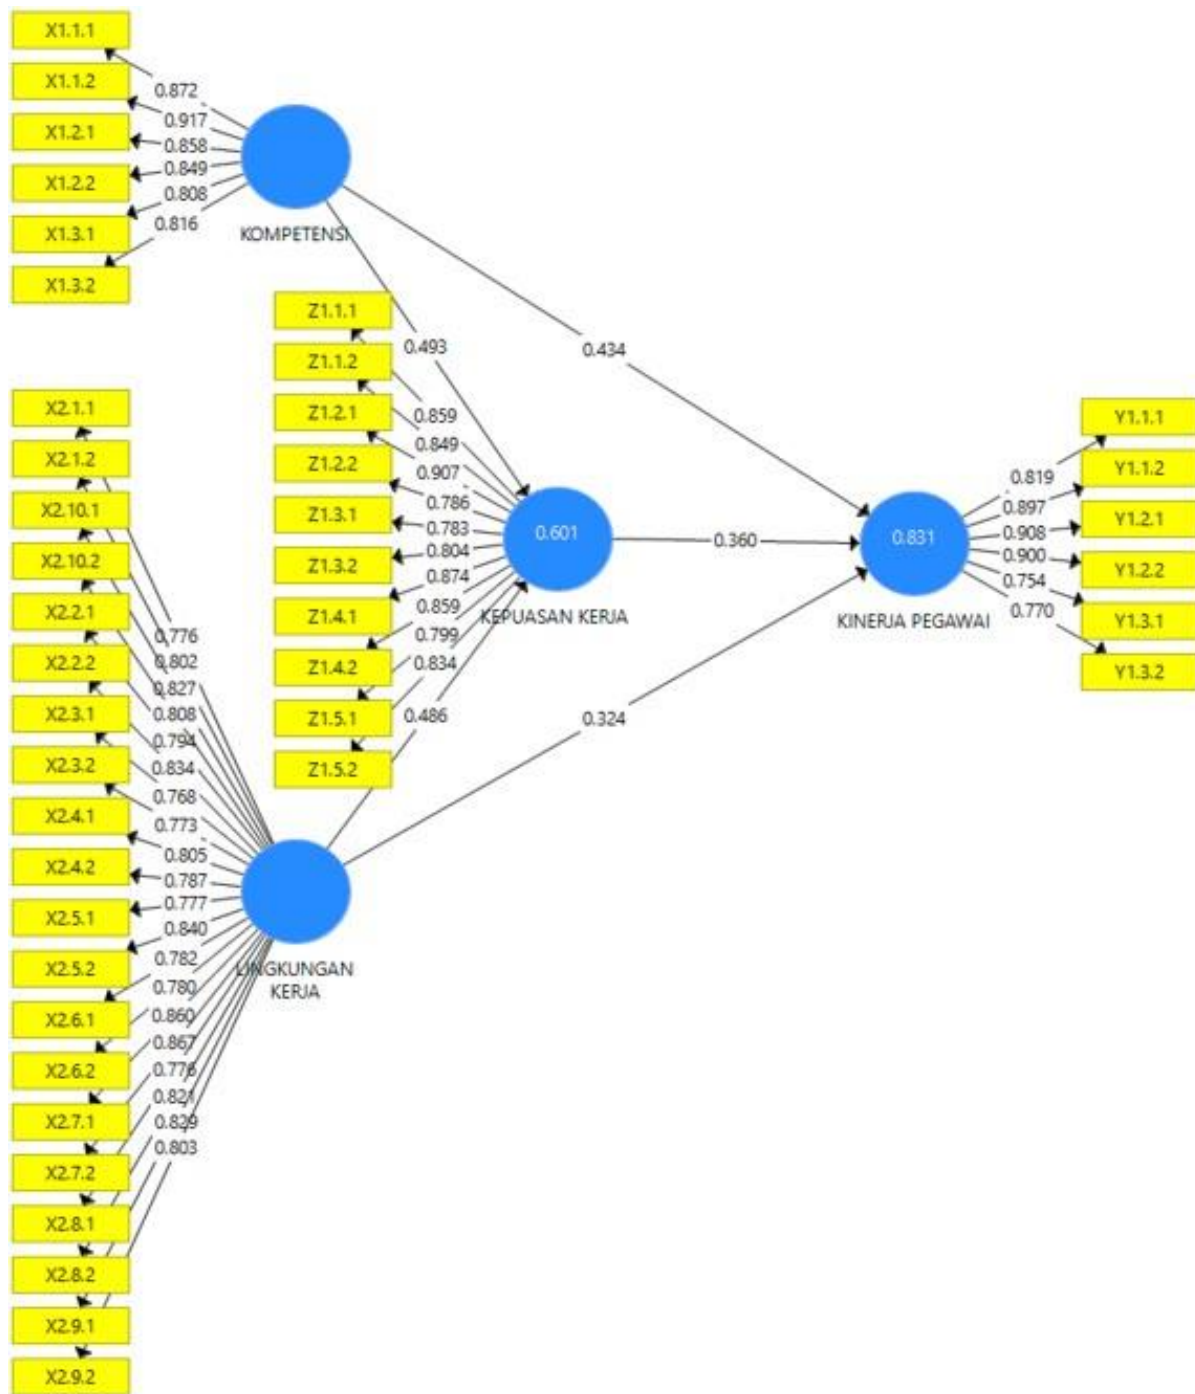 X1.1.1
X1.1.2
X1.2.1
X1.2.2
X1.3.1
X1.3.2
0.872
0.917
0.858
0.849
0.808
0.816
KOMPETENSI
0.493
0.434
Z1.1.1
Z1.1.2
Z1.2.1
Z1.2.2
Z1.3.1
Z1.3.2
Z1.4.1
Z1.4.2
Z1.5.1
Z1.5.2
0.859
0.849
0.907
0.786
0.783
0.804
0.874
0.859
0.799
0.834
0.486
0.601
KEPUASAN KERJA
0.360
0.324
0.831
KINERJA PEGAWAI
0.819
0.897
0.908
0.900
0.754
0.770
Y1.1.1
Y1.1.2
Y1.2.1
Y1.2.2
Y1.3.1
Y1.3.2
X2.1.1
X2.1.2
X2.10.1
X2.10.2
X2.2.1
X2.2.2
X2.3.1
X2.3.2
X2.4.1
X2.4.2
X2.5.1
X2.5.2
X2.6.1
X2.6.2
X2.7.1
X2.7.2
X2.8.1
X2.8.2
X2.9.1
X2.9.2
0.776
0.802
0.827
0.808
0.794
0.834
0.768
0.773
0.805
0.787
0.777
0.840
0.782
0.780
0.860
0.867
0.776
0.821
0.829
0.803
LINGKUNGAN
KERJA